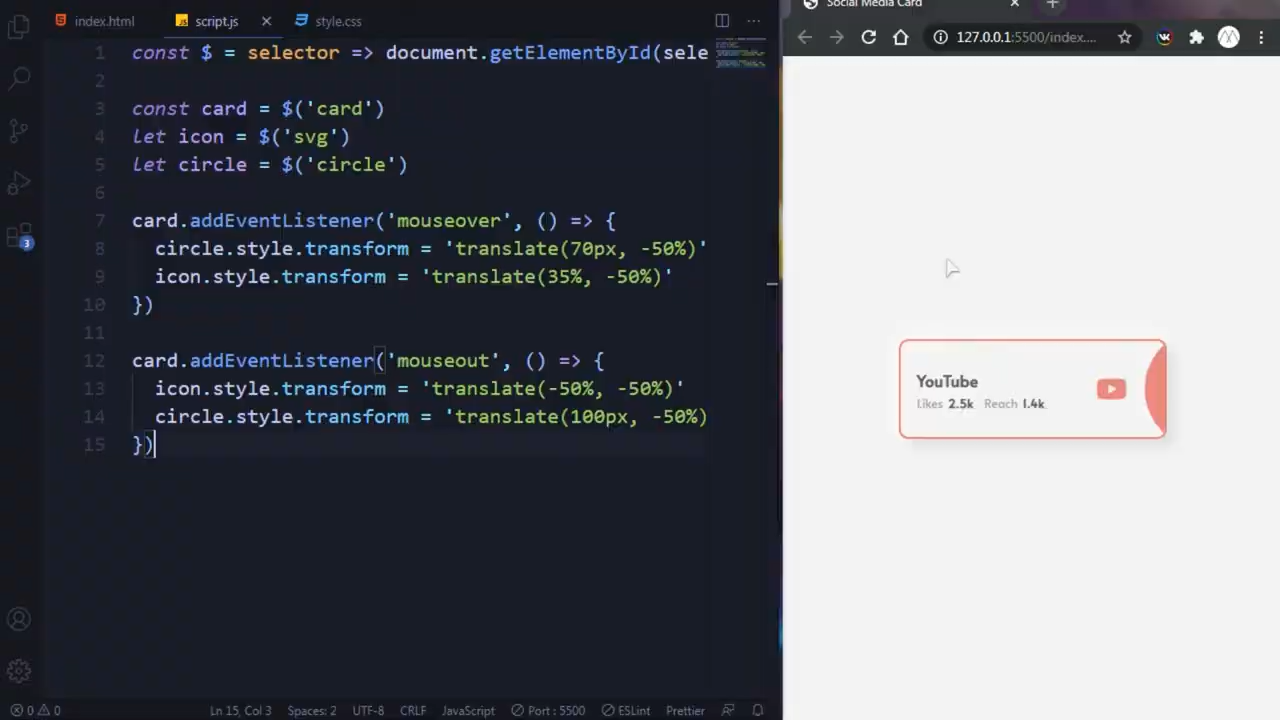 index.html
script.js
style.css
1 const $ = selector => document.getElementById(sele
2
3 const card = $('card')
4 let icon = $('svg')
5 let circle = $('circle')
6
7 card.addEventListener('mouseover', () => {
8 circle.style.transform = 'translate(70px, -50%)'
9 icon.style.transform = 'translate(35%, -50%)'
10 })
11
12 card.addEventListener('mouseout', () => {
13 icon.style.transform = 'translate(-50%, -50%)'
14 circle.style.transform = 'translate(100px, -50%)
15 })
3
0 0
Ln 15, Col 3
Spaces: 2
UTF-8
CRLF
JavaScript
Port : 5500
ESLint
Prettier
Social Media Card
127.0.0.1:5500/index....
YouTube
Likes 2.5k Reach 1.4k